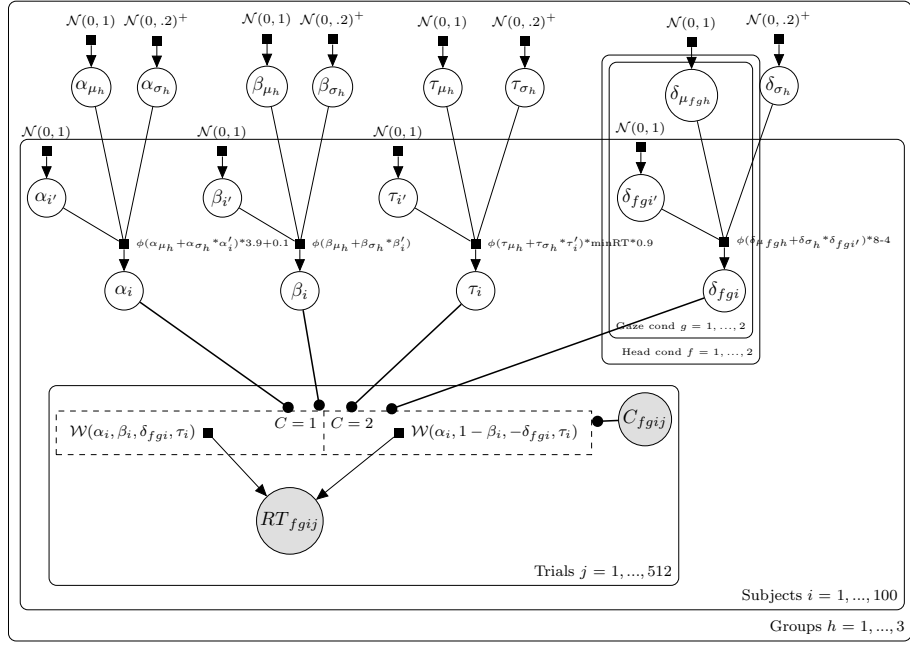 𝒩(0, 1) 𝒩(0, .2)⁺ 𝒩(0, 1) 𝒩(0, .2)⁺ 𝒩(0, 1) 𝒩(0, .2)⁺ 𝒩(0, 1) 𝒩(0, .2)⁺
α_{μ_h} α_{σ_h} β_{μ_h} β_{σ_h} τ_{μ_h} τ_{σ_h} δ_{μ_{fgh}} δ_{σ_h}
𝒩(0, 1) 𝒩(0, 1) 𝒩(0, 1) 𝒩(0, 1)
α_{i'} β_{i'} τ_{i'} δ_{fgi'}
ϕ(α_{μ_h}+α_{σ_h}*α_i')*3.9+0.1 ϕ(β_{μ_h}+β_{σ_h}*β_i') ϕ(τ_{μ_h}+τ_{σ_h}*τ_i')*minRT*0.9 ϕ(δ_{μ_{fgh}}+δ_{σ_h}*δ_{fgi'})*8-4
α_i β_i τ_i δ_{fgi}
Gaze cond g = 1, ..., 2
Head cond f = 1, ..., 2
C = 1 C = 2 C_{fgij}
𝒲(α_i, β_i, δ_{fgi}, τ_i) 𝒲(α_i, 1 − β_i, −δ_{fgi}, τ_i)
RT_{fgij}
Trials j = 1, ..., 512
Subjects i = 1, ..., 100
Groups h = 1, ..., 3